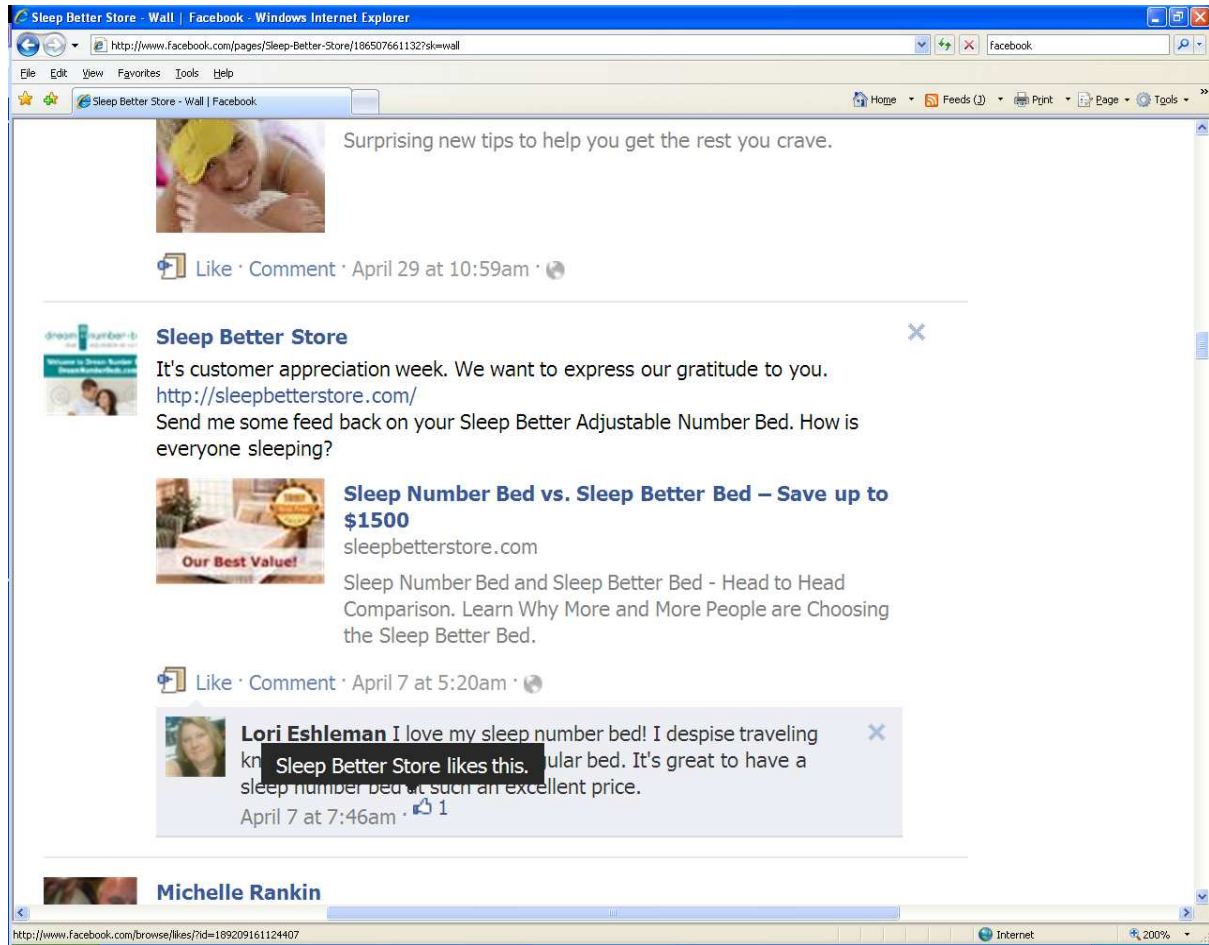 Sleep Better Store - Wall | Facebook - Windows Internet Explorer
http://www.facebook.com/pages/Sleep-Better-Store/186507661132?sk=wall
facebook
File Edit View Favorites Tools Help
Sleep Better Store - Wall | Facebook
Home Feeds (J) Print Page Tools »
Surprising new tips to help you get the rest you crave.
Like · Comment · April 29 at 10:59am ·
Sleep Better Store
It's customer appreciation week. We want to express our gratitude to you.
http://sleepbetterstore.com/
Send me some feed back on your Sleep Better Adjustable Number Bed. How is
everyone sleeping?
Our Best Value!
Sleep Number Bed vs. Sleep Better Bed – Save up to
$1500
sleepbetterstore.com
Sleep Number Bed and Sleep Better Bed - Head to Head
Comparison. Learn Why More and More People are Choosing
the Sleep Better Bed.
Like · Comment · April 7 at 5:20am ·
Lori Eshleman I love my sleep number bed! I despise traveling
Sleep Better Store likes this.
bed. It's great to have a
sleep number bed at such an excellent price.
April 7 at 7:46am · 1
Michelle Rankin
http://www.facebook.com/browse/likes/?id=189209161124407
Internet
200%